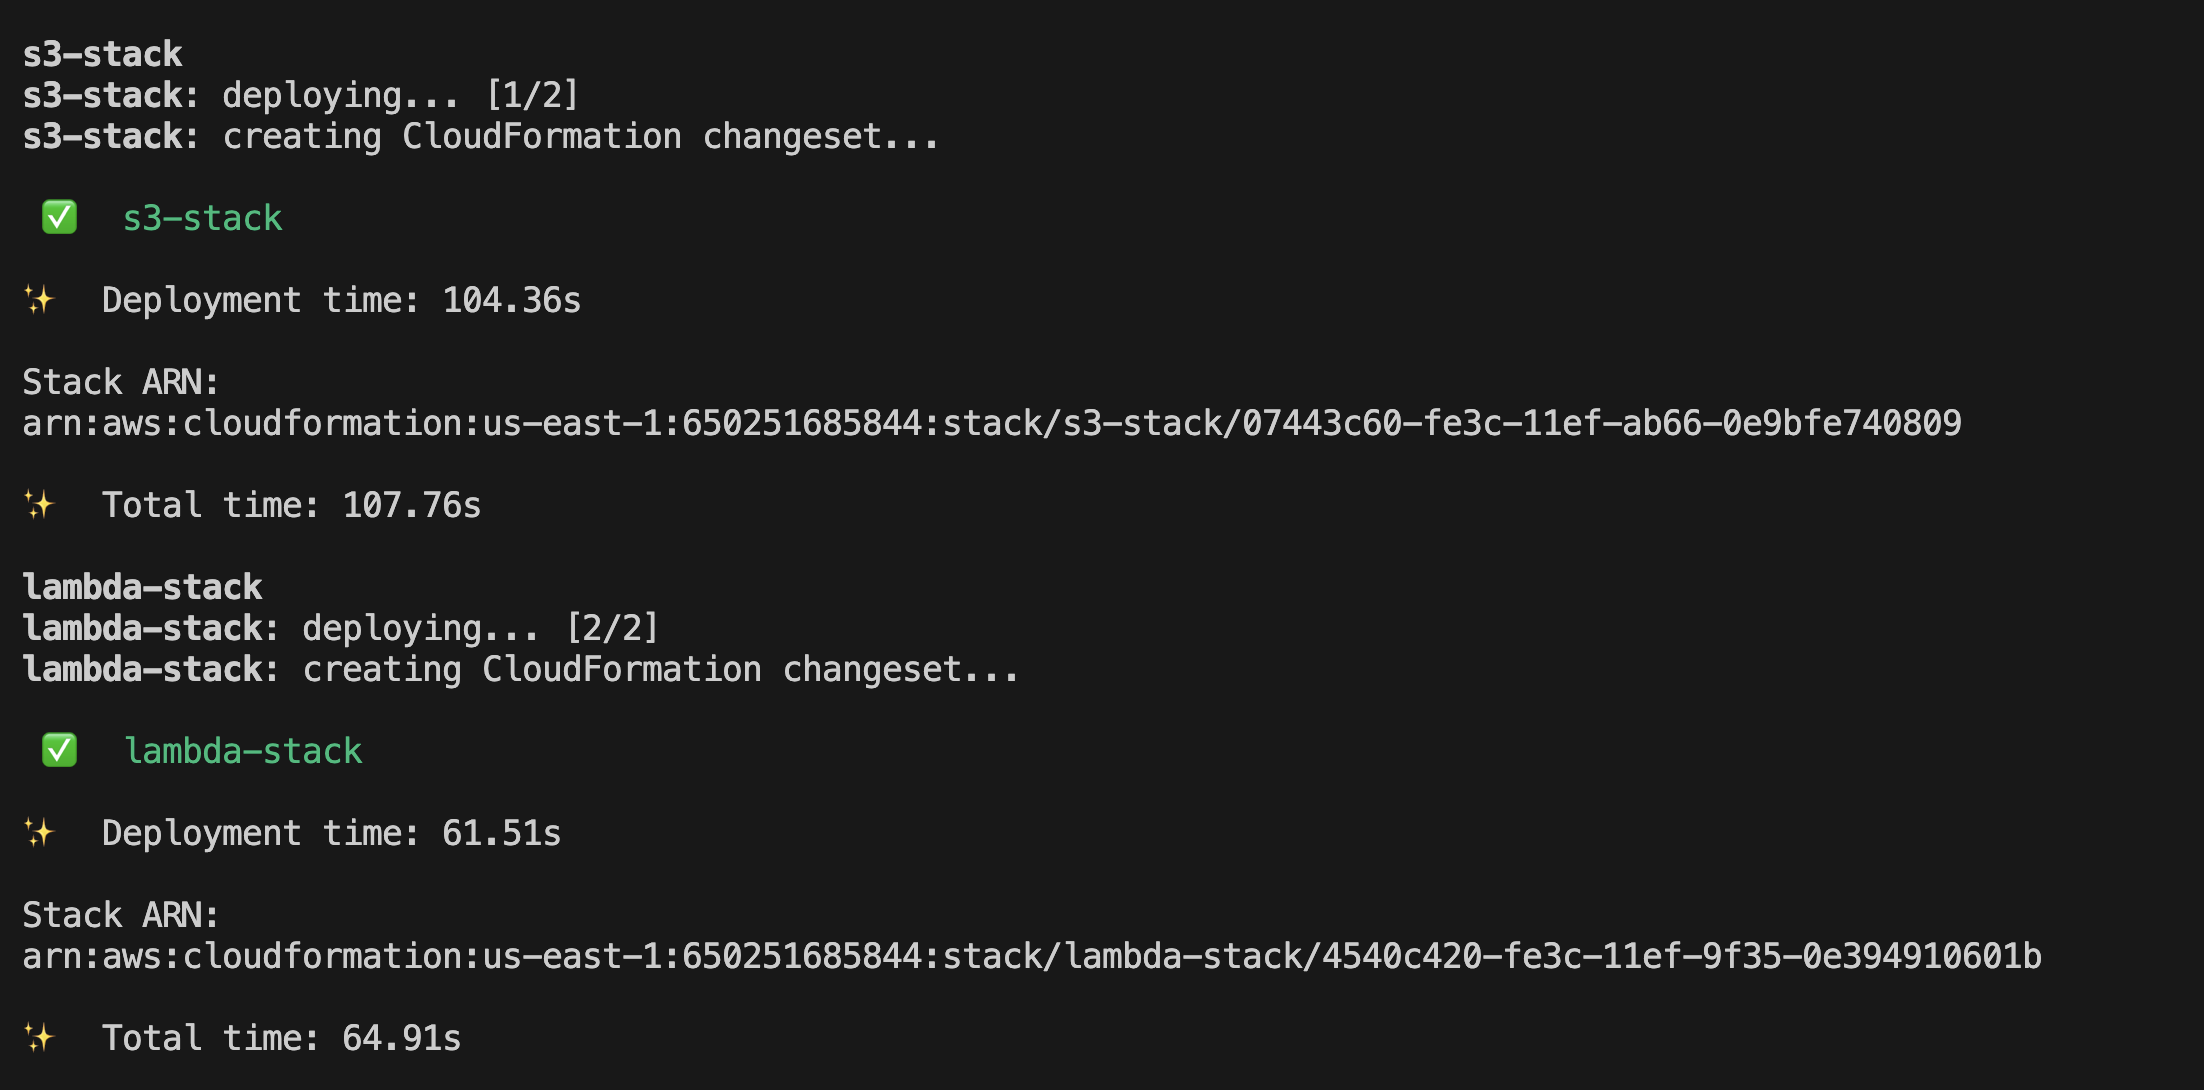 s3-stack
s3-stack: deploying... [1/2]
s3-stack: creating CloudFormation changeset...
✅ s3-stack
✨ Deployment time: 104.36s
Stack ARN:
arn:aws:cloudformation:us-east-1:650251685844:stack/s3-stack/07443c60-fe3c-11ef-ab66-0e9bfe740809
✨ Total time: 107.76s
lambda-stack
lambda-stack: deploying... [2/2]
lambda-stack: creating CloudFormation changeset...
✅ lambda-stack
✨ Deployment time: 61.51s
Stack ARN:
arn:aws:cloudformation:us-east-1:650251685844:stack/lambda-stack/4540c420-fe3c-11ef-9f35-0e394910601b
✨ Total time: 64.91s